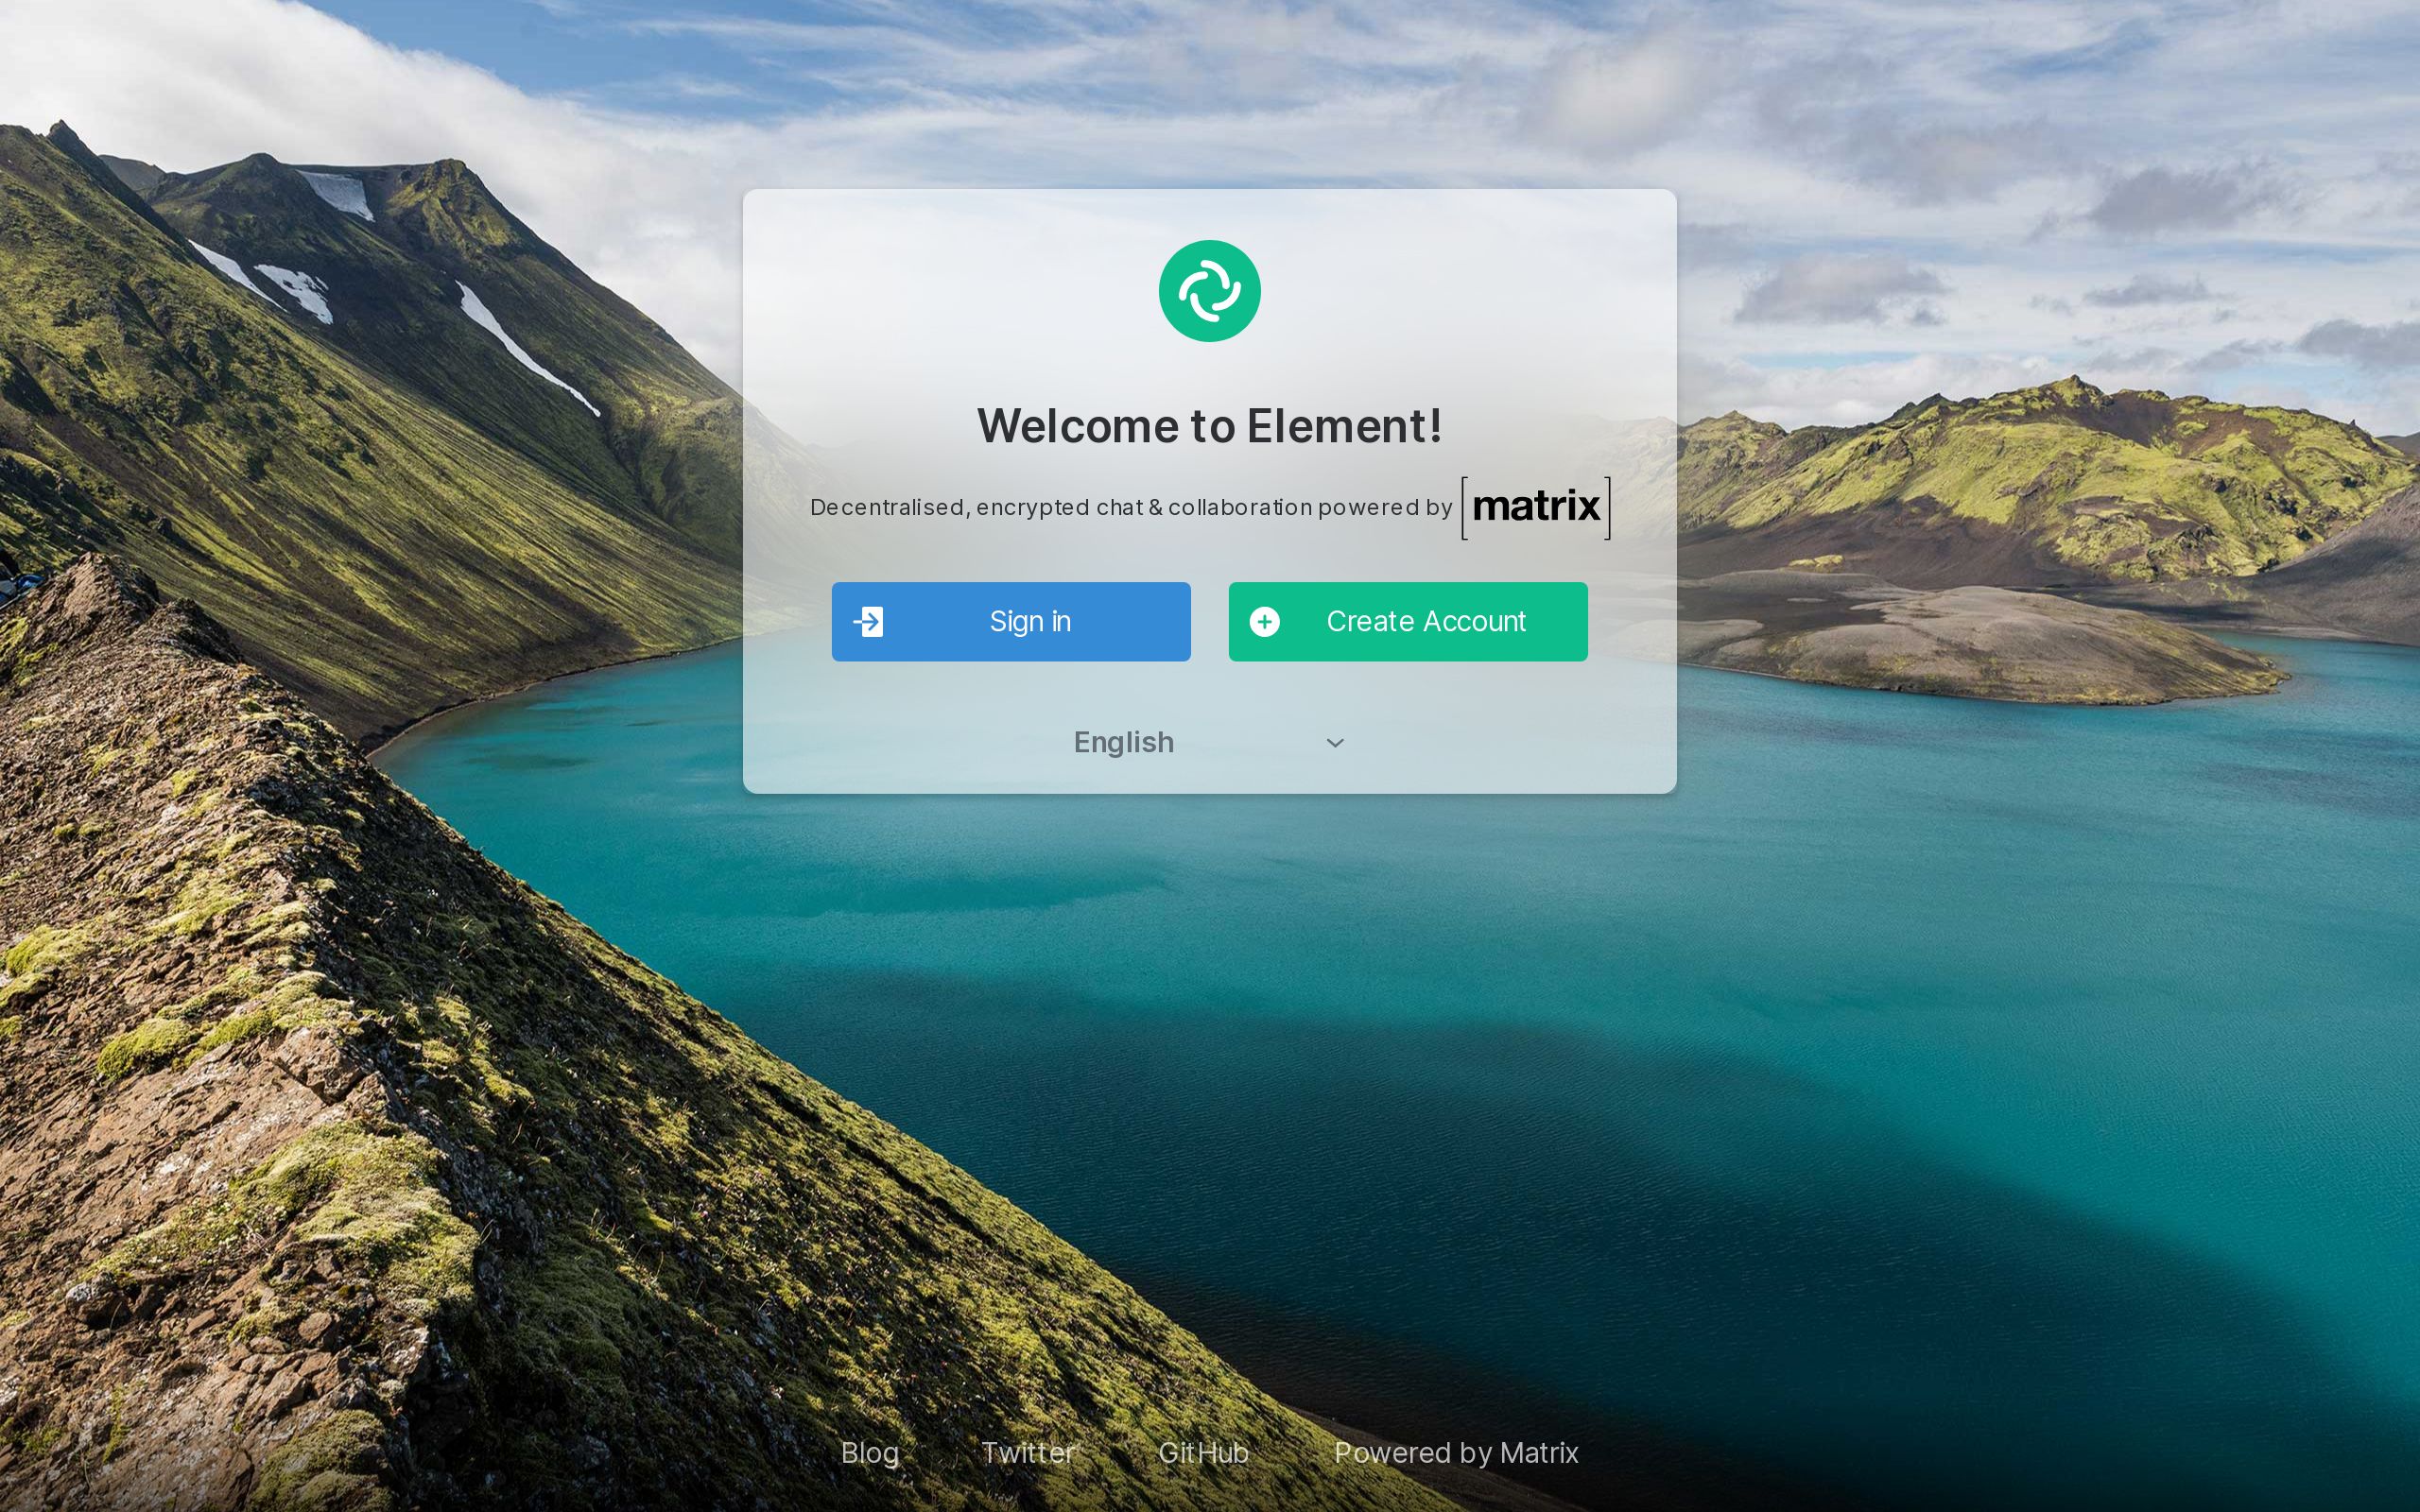 Welcome to Element!
Decentralised, encrypted chat & collaboration powered by [matrix]
Sign in
Create Account
English
Blog
Twitter
GitHub
Powered by Matrix